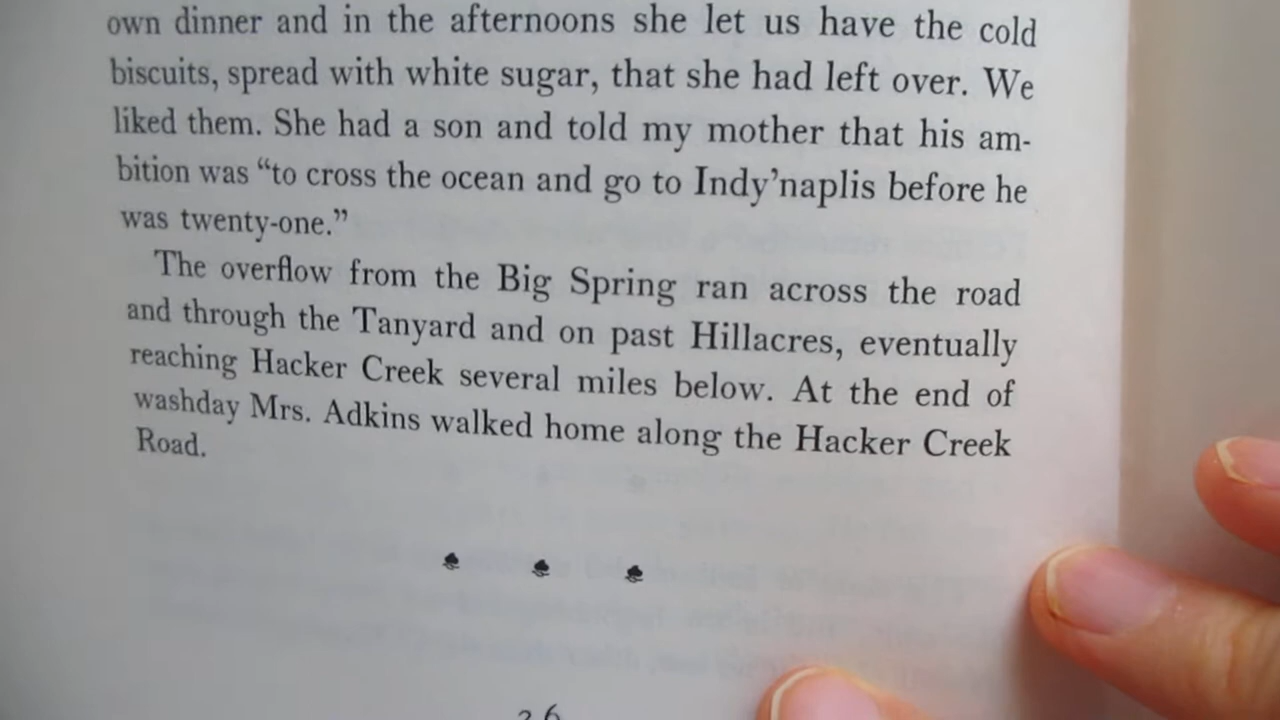 own dinner and in the afternoons she let us have the cold
biscuits, spread with white sugar, that she had left over. We
liked them. She had a son and told my mother that his am-
bition was “to cross the ocean and go to Indy’naplis before he
was twenty-one.”
The overflow from the Big Spring ran across the road
and through the Tanyard and on past Hillacres, eventually
reaching Hacker Creek several miles below. At the end of
washday Mrs. Adkins walked home along the Hacker Creek
Road.
26